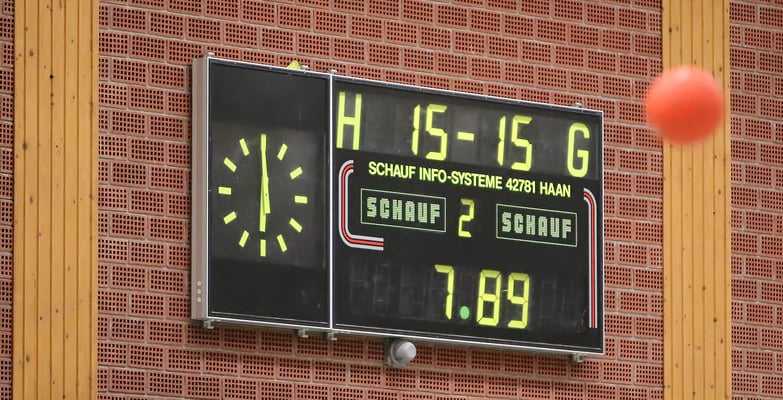 H 15-15 G
SCHAUF INFO-SYSTEME 42781 HAAN
SCHAUF 2 SCHAUF
7.89